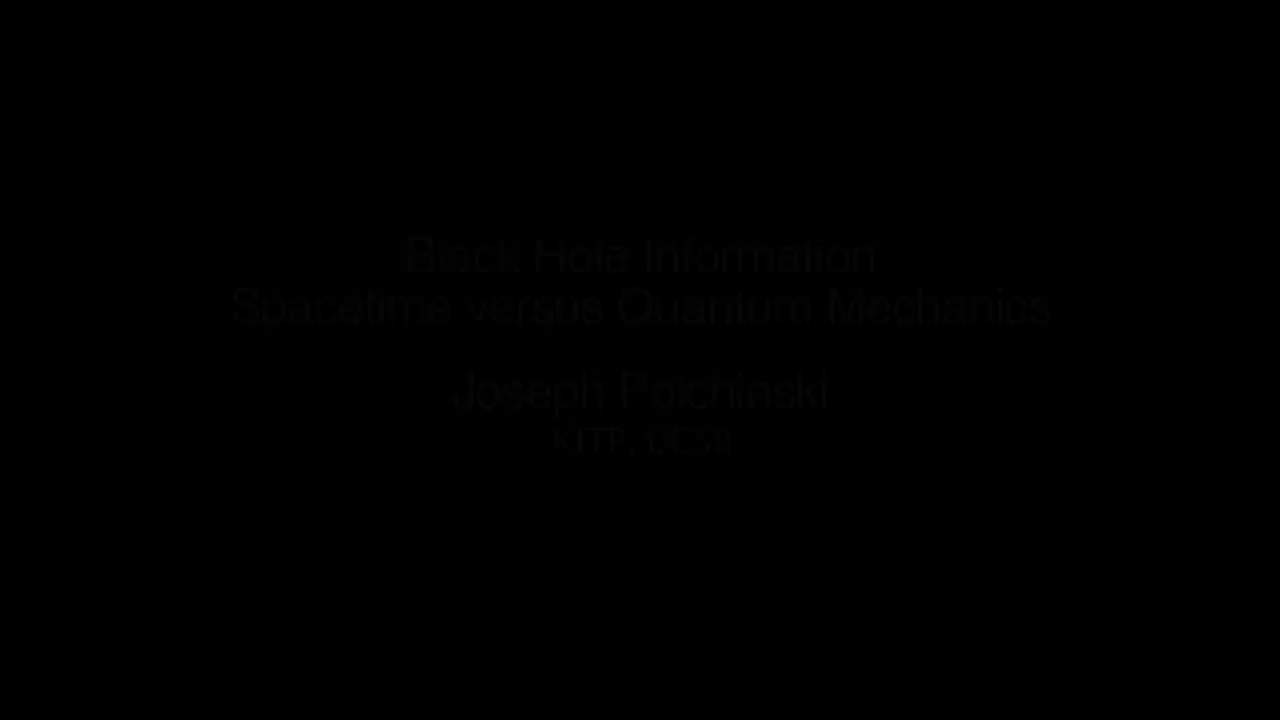 Black Hole Information
Spacetime versus Quantum Mechanics
Joseph Polchinski
KITP, UCSB